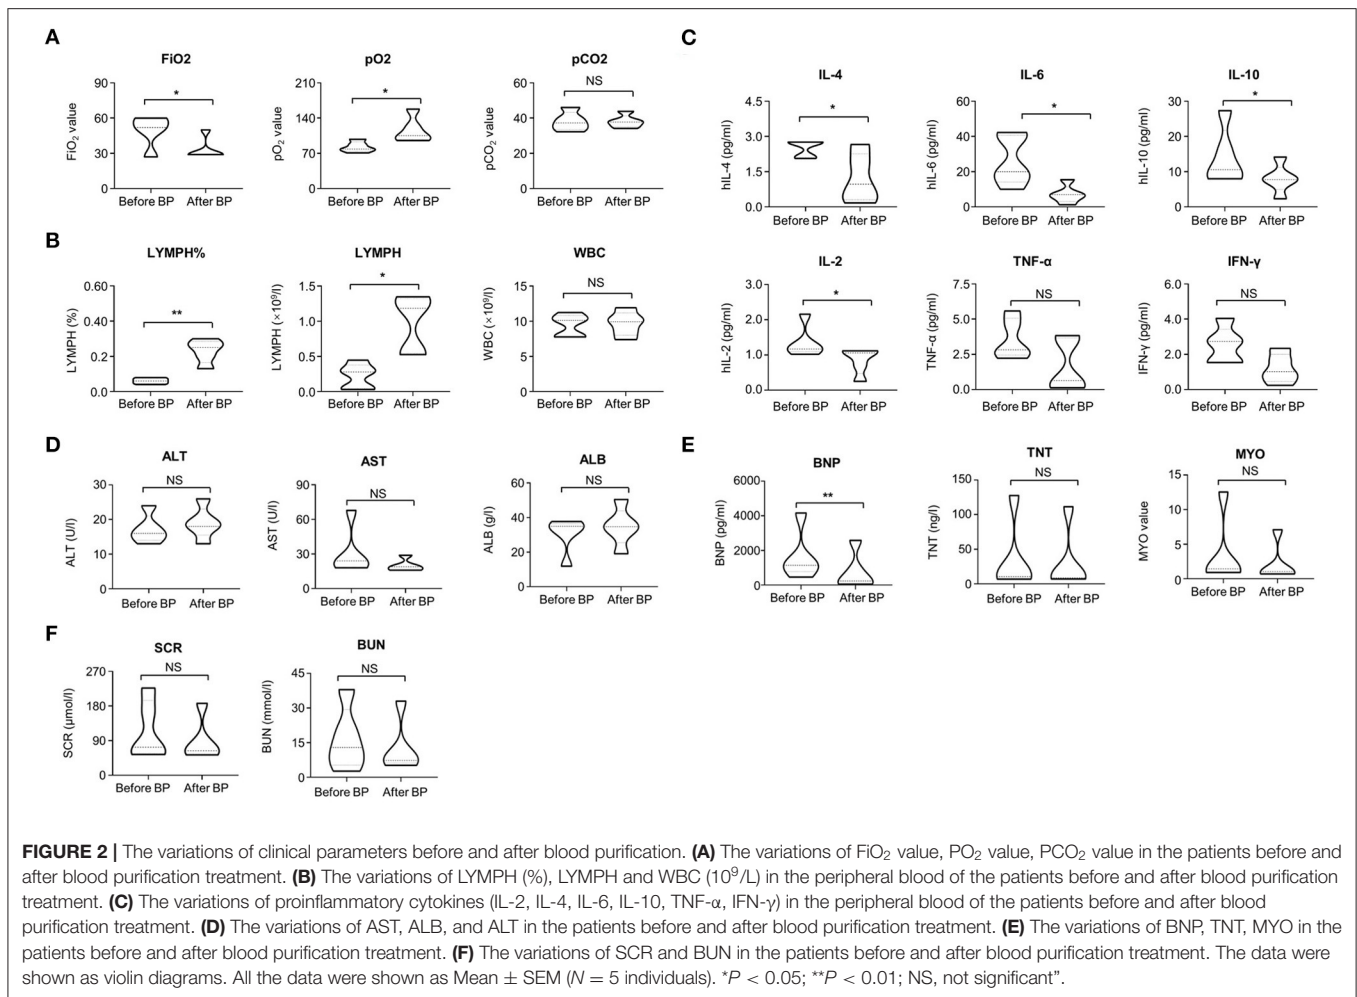 A
FiO2
FiO₂ value
90
60
30
0
*
Before BP After BP
pO2
pO₂ value
210
140
70
0
*
Before BP After BP
pCO2
pCO₂ value
60
40
20
0
NS
Before BP After BP
B
LYMPH%
LYMPH (%)
0.60
0.40
0.2
0.0
**
Before BP After BP
LYMPH
LYMPH (×10⁹/l)
1.5
1.0
0.5
0.0
*
Before BP After BP
WBC
WBC (×10⁹/l)
15
10
5
0
NS
Before BP After BP
C
IL-4
hIL-4 (pg/ml)
4.5
3.0
1.5
0.0
*
Before BP After BP
IL-6
hIL-6 (pg/ml)
60
40
20
0
*
Before BP After BP
IL-10
hIL-10 (pg/ml)
30
20
10
0
*
Before BP After BP
IL-2
hIL-2 (pg/ml)
3.0
2.0
1.0
0.0
*
Before BP After BP
TNF-α
TNF-α (pg/ml)
7.5
5.0
2.5
0.0
NS
Before BP After BP
IFN-γ
IFN-γ (pg/ml)
6.0
4.0
2.0
0.0
NS
Before BP After BP
D
ALT
ALT (U/l)
30
20
10
0
NS
Before BP After BP
AST
AST (U/l)
90
60
30
0
NS
Before BP After BP
ALB
ALB (g/l)
60
40
20
0
NS
Before BP After BP
E
BNP
BNP (pg/ml)
6000
4000
2000
0
**
Before BP After BP
TNT
TNT (ng/l)
150
100
50
0
NS
Before BP After BP
MYO
MYO value
15
10
5
0
NS
Before BP After BP
F
SCR
SCR (μmol/l)
270
180
90
0
NS
Before BP After BP
BUN
BUN (mmol/l)
45
30
15
0
NS
Before BP After BP
FIGURE 2 | The variations of clinical parameters before and after blood purification. (A) The variations of FiO₂ value, PO₂ value, PCO₂ value in the patients before and
after blood purification treatment. (B) The variations of LYMPH (%), LYMPH and WBC (10⁹/L) in the peripheral blood of the patients before and after blood purification
treatment. (C) The variations of proinflammatory cytokines (IL-2, IL-4, IL-6, IL-10, TNF-α, IFN-γ) in the peripheral blood of the patients before and after blood
purification treatment. (D) The variations of AST, ALB, and ALT in the patients before and after blood purification treatment. (E) The variations of BNP, TNT, MYO in the
patients before and after blood purification treatment. (F) The variations of SCR and BUN in the patients before and after blood purification treatment. The data were
shown as violin diagrams. All the data were shown as Mean ± SEM (N = 5 individuals). *P < 0.05; **P < 0.01; NS, not significant”.